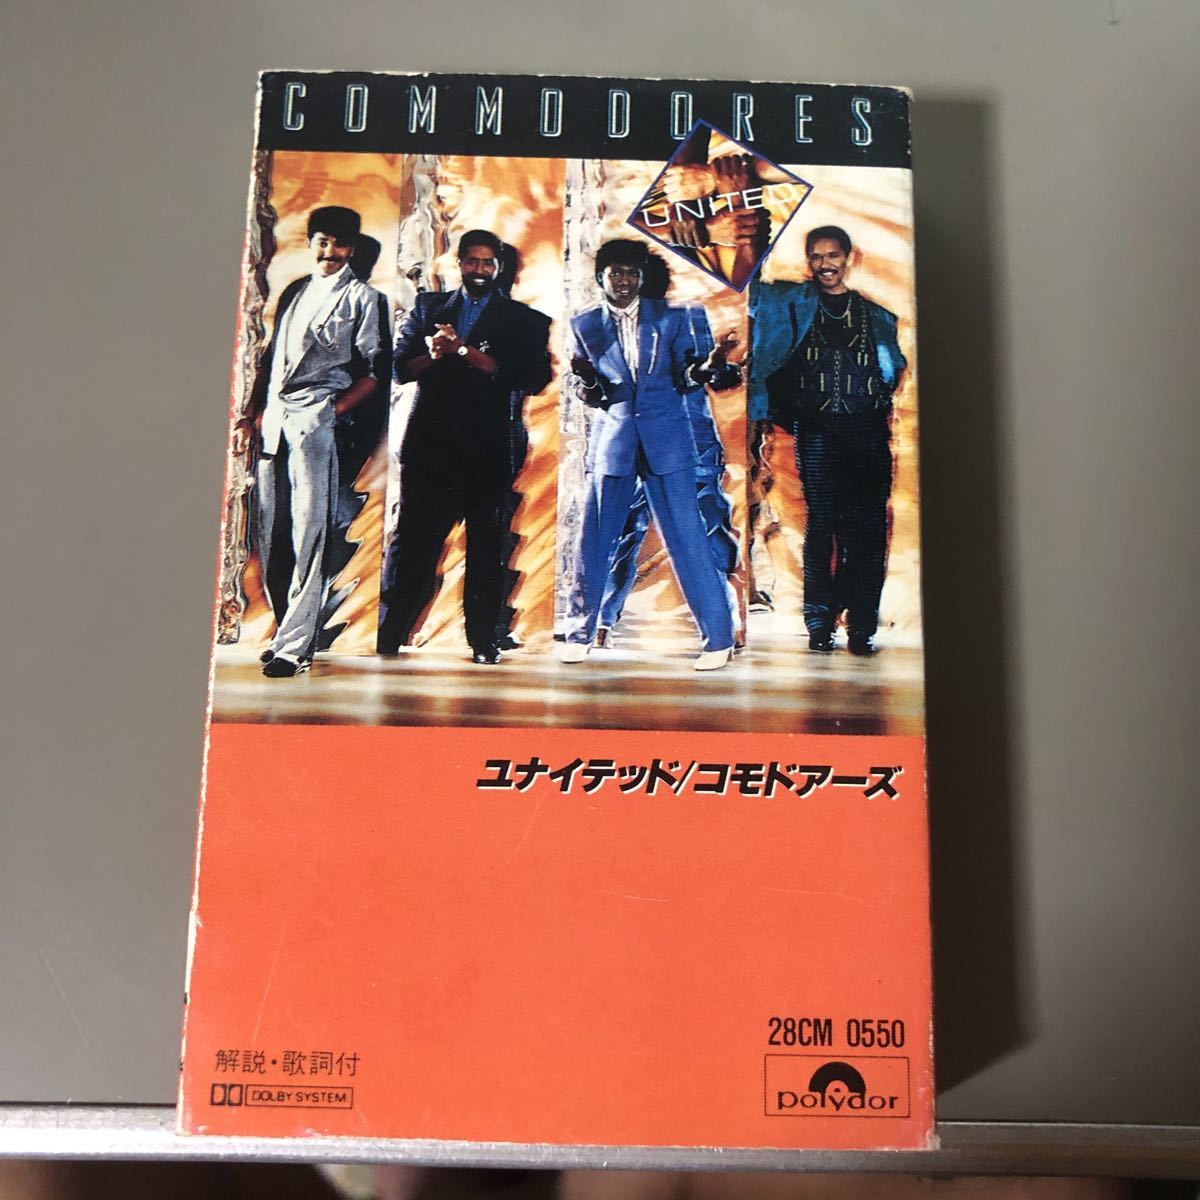 COMMODORES
UNITED
ユナイテッド/コモドアーズ
28CM 0550
解説・歌詞付
DOLBY SYSTEM
polydor